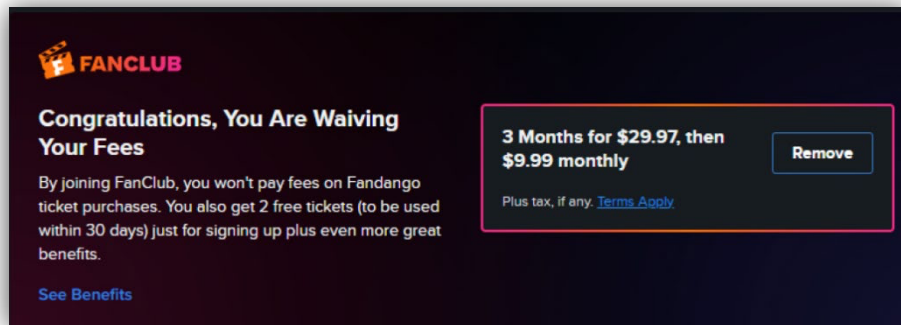 FANCLUB
Congratulations, You Are Waiving
Your Fees
By joining FanClub, you won't pay fees on Fandango
ticket purchases. You also get 2 free tickets (to be used
within 30 days) just for signing up plus even more great
benefits.
See Benefits
3 Months for $29.97, then
$9.99 monthly
Remove
Plus tax, if any. Terms Apply